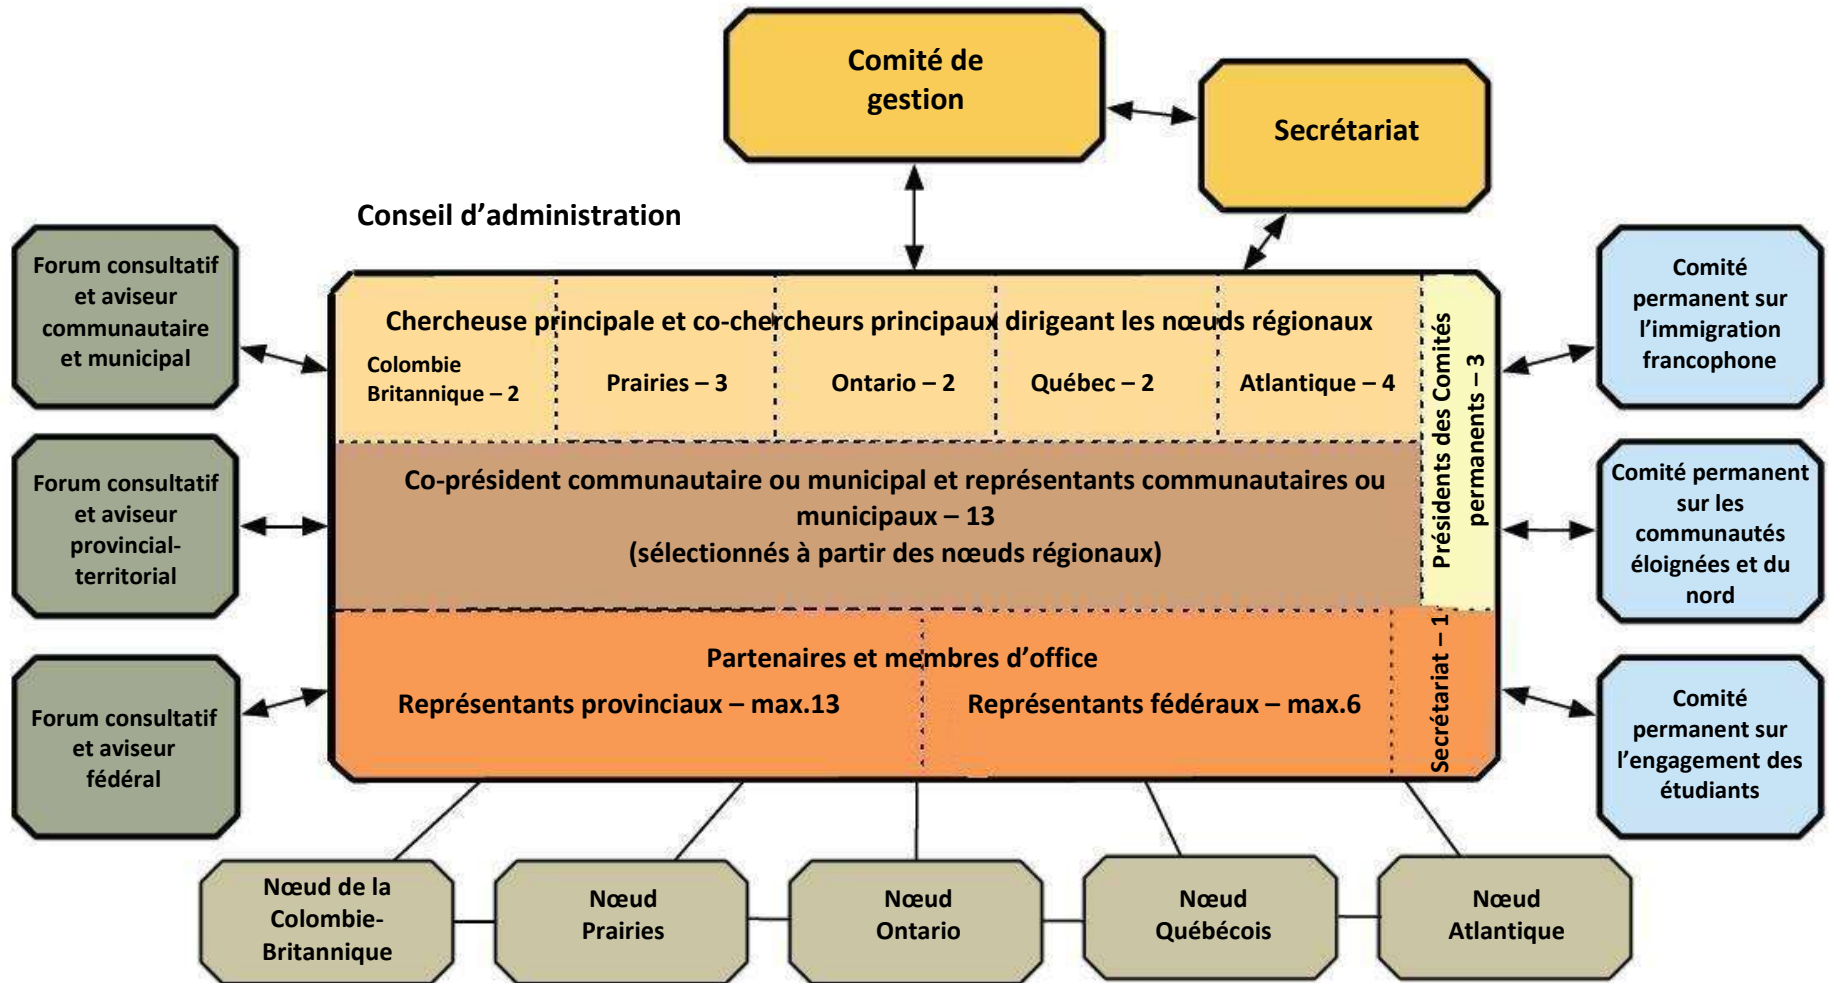 Comité de
gestion
Secrétariat
Conseil d’administration
Forum consultatif
et aviseur
communautaire
et municipal
Forum consultatif
et aviseur
provincial-
territorial
Forum consultatif
et aviseur
fédéral
Chercheuse principale et co-chercheurs principaux dirigeant les nœuds régionaux
Colombie
Britannique – 2
Prairies – 3
Ontario – 2
Québec – 2
Atlantique – 4
Présidents des Comités
permanents – 3
Co-président communautaire ou municipal et représentants communautaires ou
municipaux – 13
(sélectionnés à partir des nœuds régionaux)
Partenaires et membres d’office
Représentants provinciaux – max.13
Représentants fédéraux – max.6
Secrétariat – 1
Comité
permanent sur
l’immigration
francophone
Comité permanent
sur les
communautés
éloignées et du
nord
Comité
permanent sur
l’engagement des
étudiants
Nœud de la
Colombie-
Britannique
Nœud
Prairies
Nœud
Ontario
Nœud
Québécois
Nœud
Atlantique